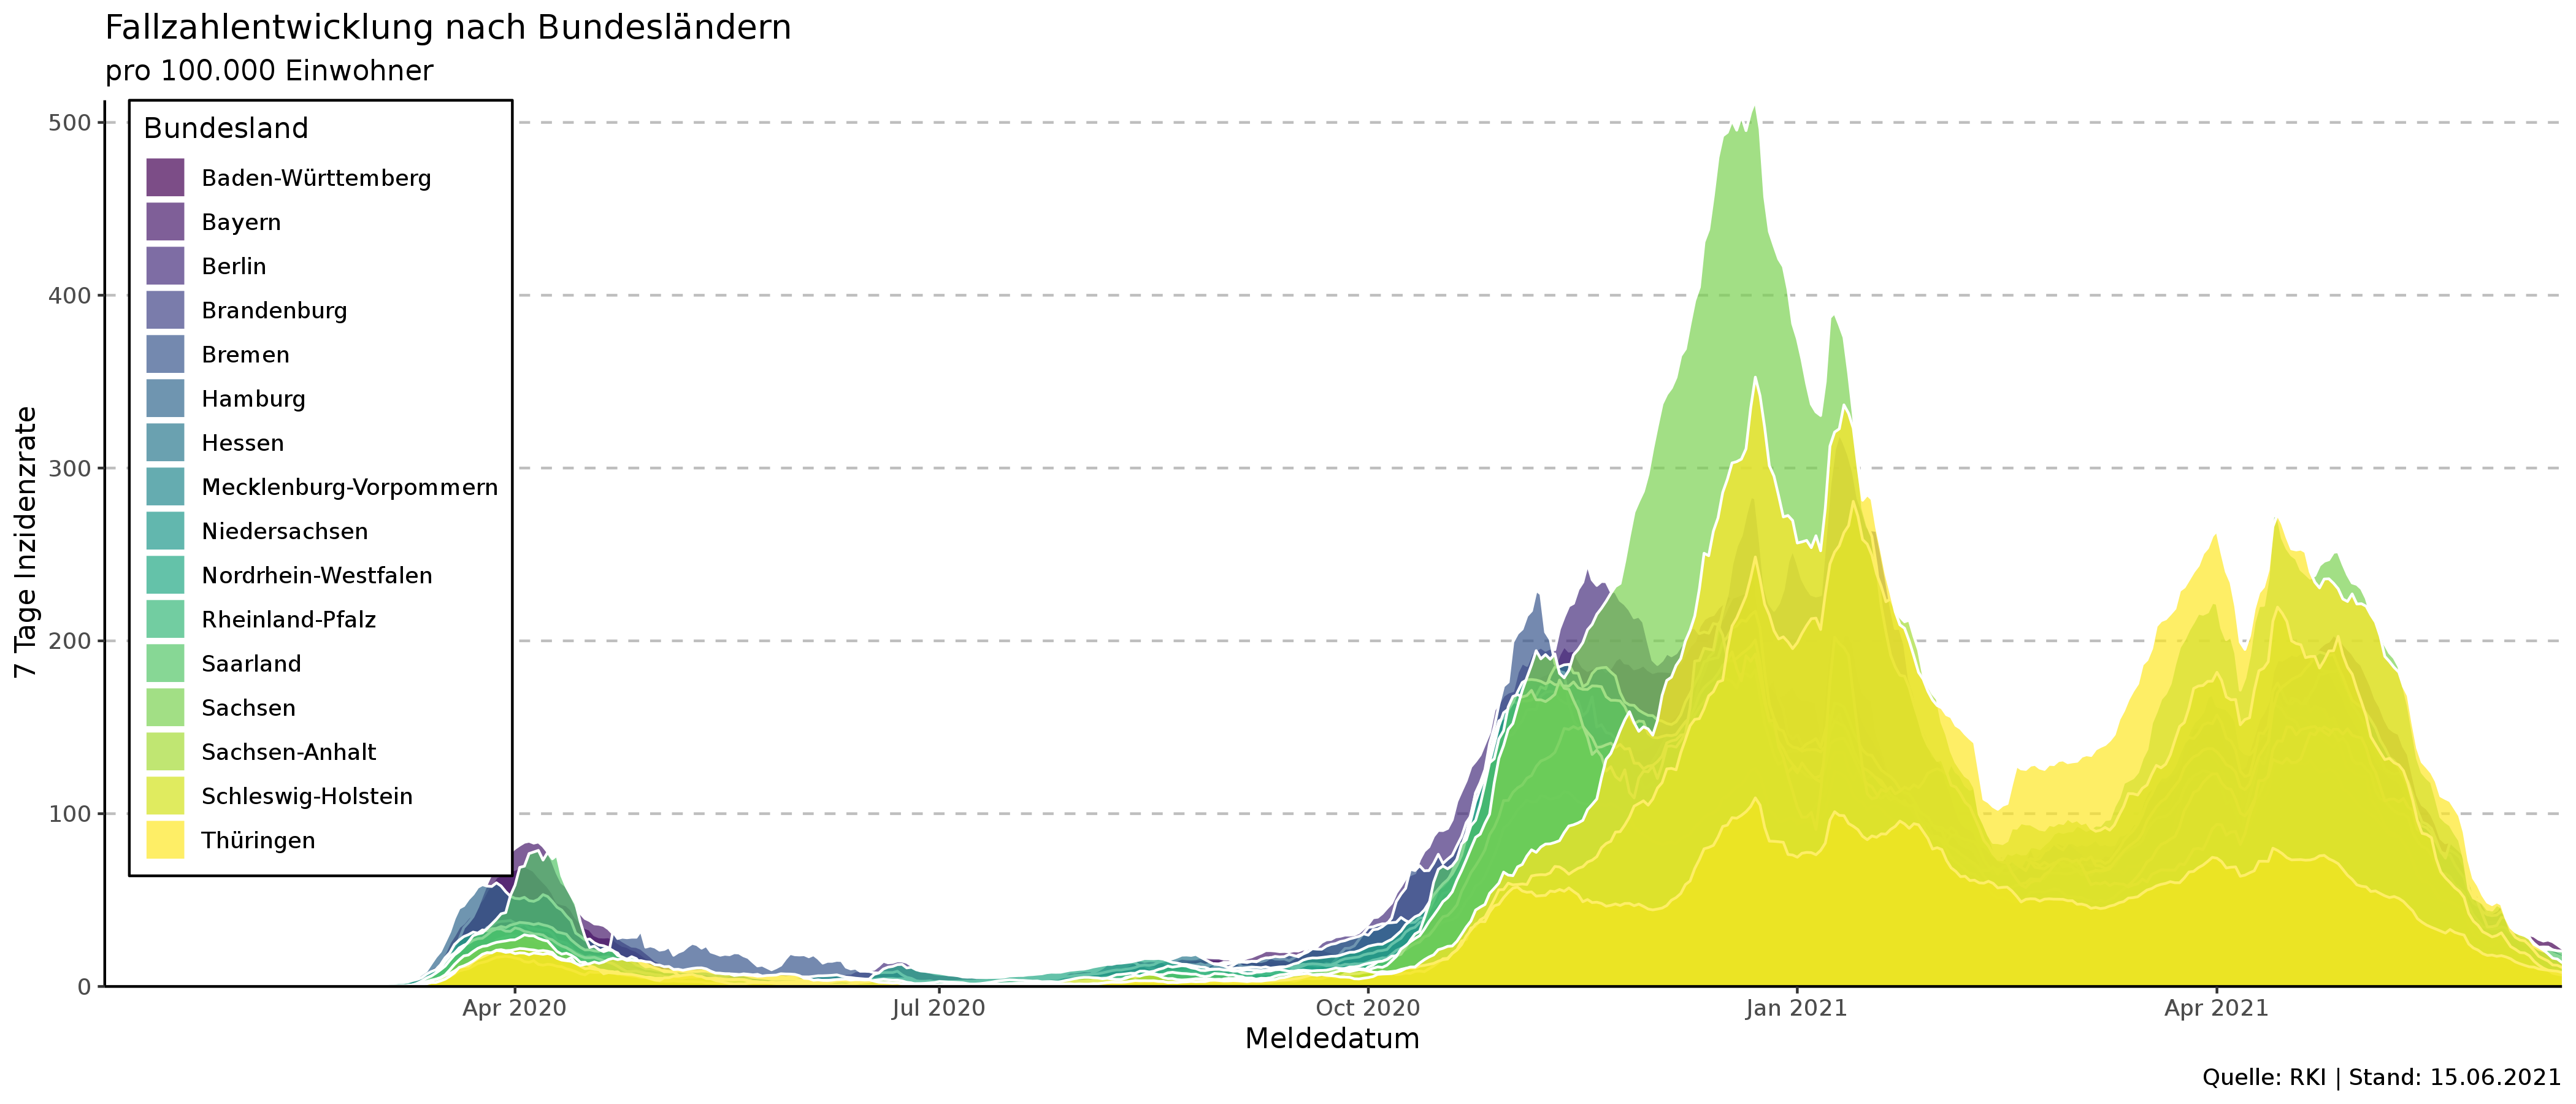 Fallzahlentwicklung nach Bundesländern
pro 100.000 Einwohner
7 Tage Inzidenzrate
500
400
300
200
100
0
Bundesland
Baden-Württemberg
Bayern
Berlin
Brandenburg
Bremen
Hamburg
Hessen
Mecklenburg-Vorpommern
Niedersachsen
Nordrhein-Westfalen
Rheinland-Pfalz
Saarland
Sachsen
Sachsen-Anhalt
Schleswig-Holstein
Thüringen
Apr 2020 Jul 2020 Oct 2020 Jan 2021 Apr 2021
Meldedatum
Quelle: RKI | Stand: 15.06.2021